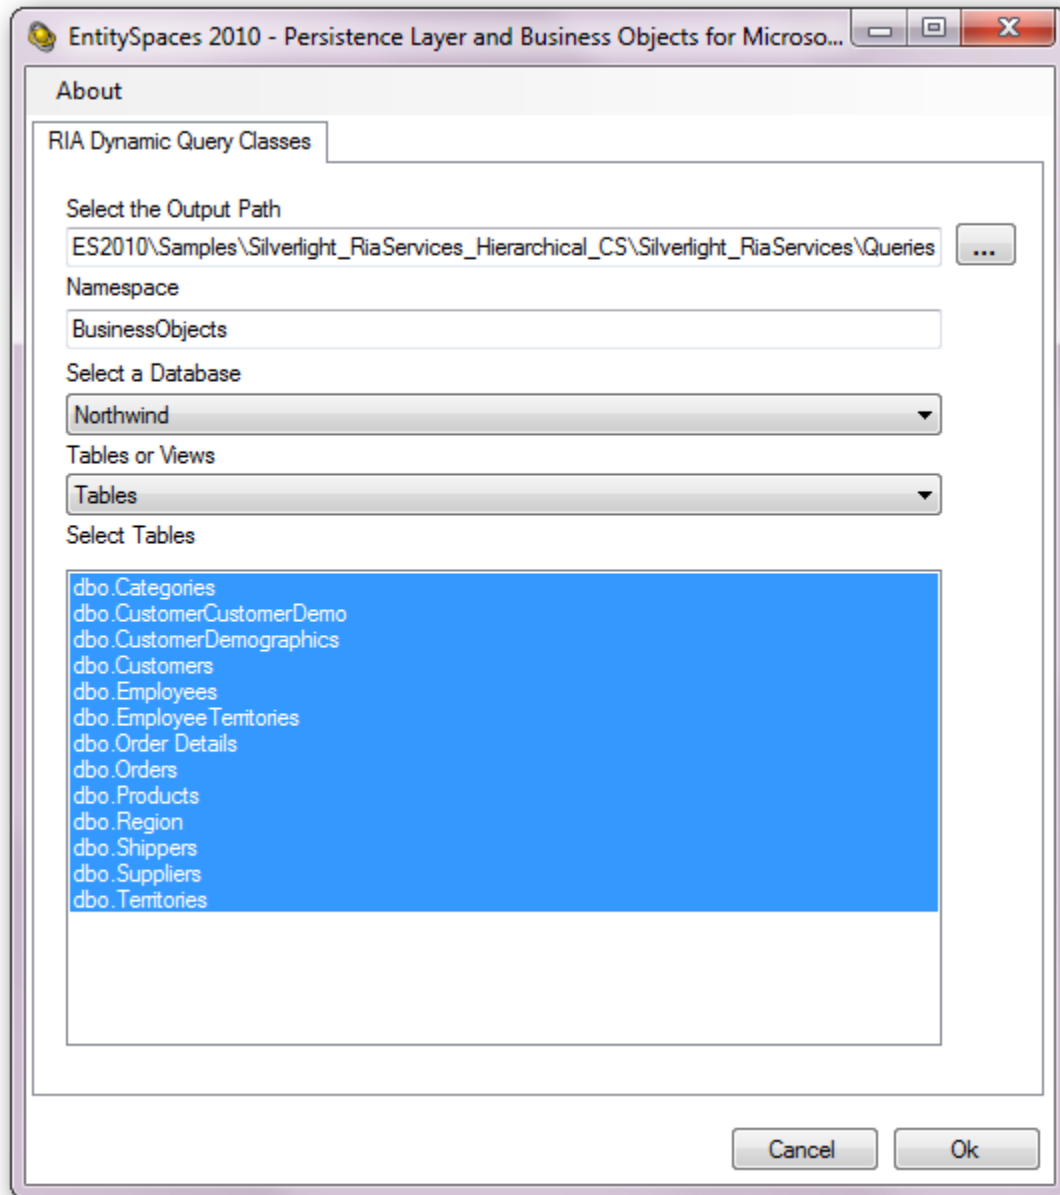 EntitySpaces 2010 - Persistence Layer and Business Objects for Microso...
About
RIA Dynamic Query Classes
Select the Output Path
ES2010\Samples\Silverlight_RiaServices_Hierarchical_CS\Silverlight_RiaServices\Queries
...
Namespace
BusinessObjects
Select a Database
Northwind
Tables or Views
Tables
Select Tables
dbo.Categories
dbo.CustomerCustomerDemo
dbo.CustomerDemographics
dbo.Customers
dbo.Employees
dbo.EmployeeTerritories
dbo.Order Details
dbo.Orders
dbo.Products
dbo.Region
dbo.Shippers
dbo.Suppliers
dbo.Territories
Cancel
Ok